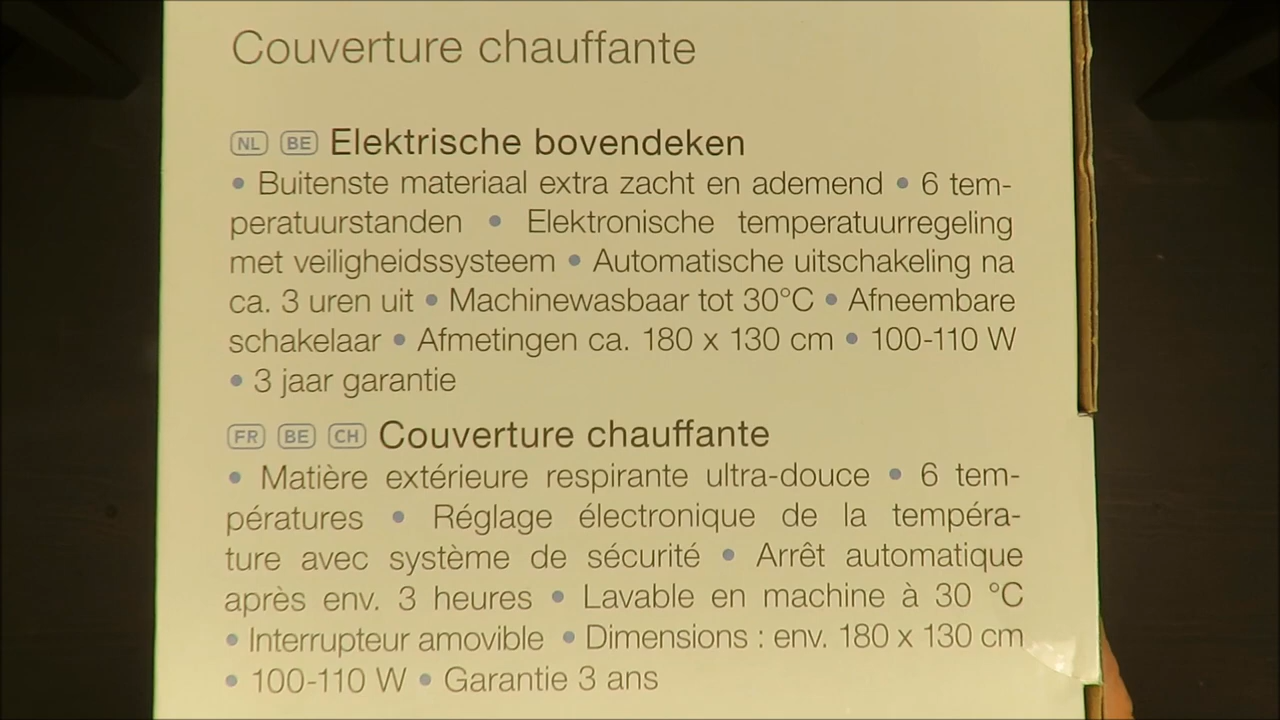 Couverture chauffante
NL BE Elektrische bovendeken
• Buitenste materiaal extra zacht en ademend • 6 tem-
peratuurstanden • Elektronische temperatuurregeling
met veiligheidssysteem • Automatische uitschakeling na
ca. 3 uren uit • Machinewasbaar tot 30°C • Afneembare
schakelaar • Afmetingen ca. 180 x 130 cm • 100-110 W
• 3 jaar garantie
FR BE CH Couverture chauffante
• Matière extérieure respirante ultra-douce • 6 tem-
pératures • Réglage électronique de la tempéra-
ture avec système de sécurité • Arrêt automatique
après env. 3 heures • Lavable en machine à 30 °C
• Interrupteur amovible • Dimensions : env. 180 x 130 cm
• 100-110 W • Garantie 3 ans